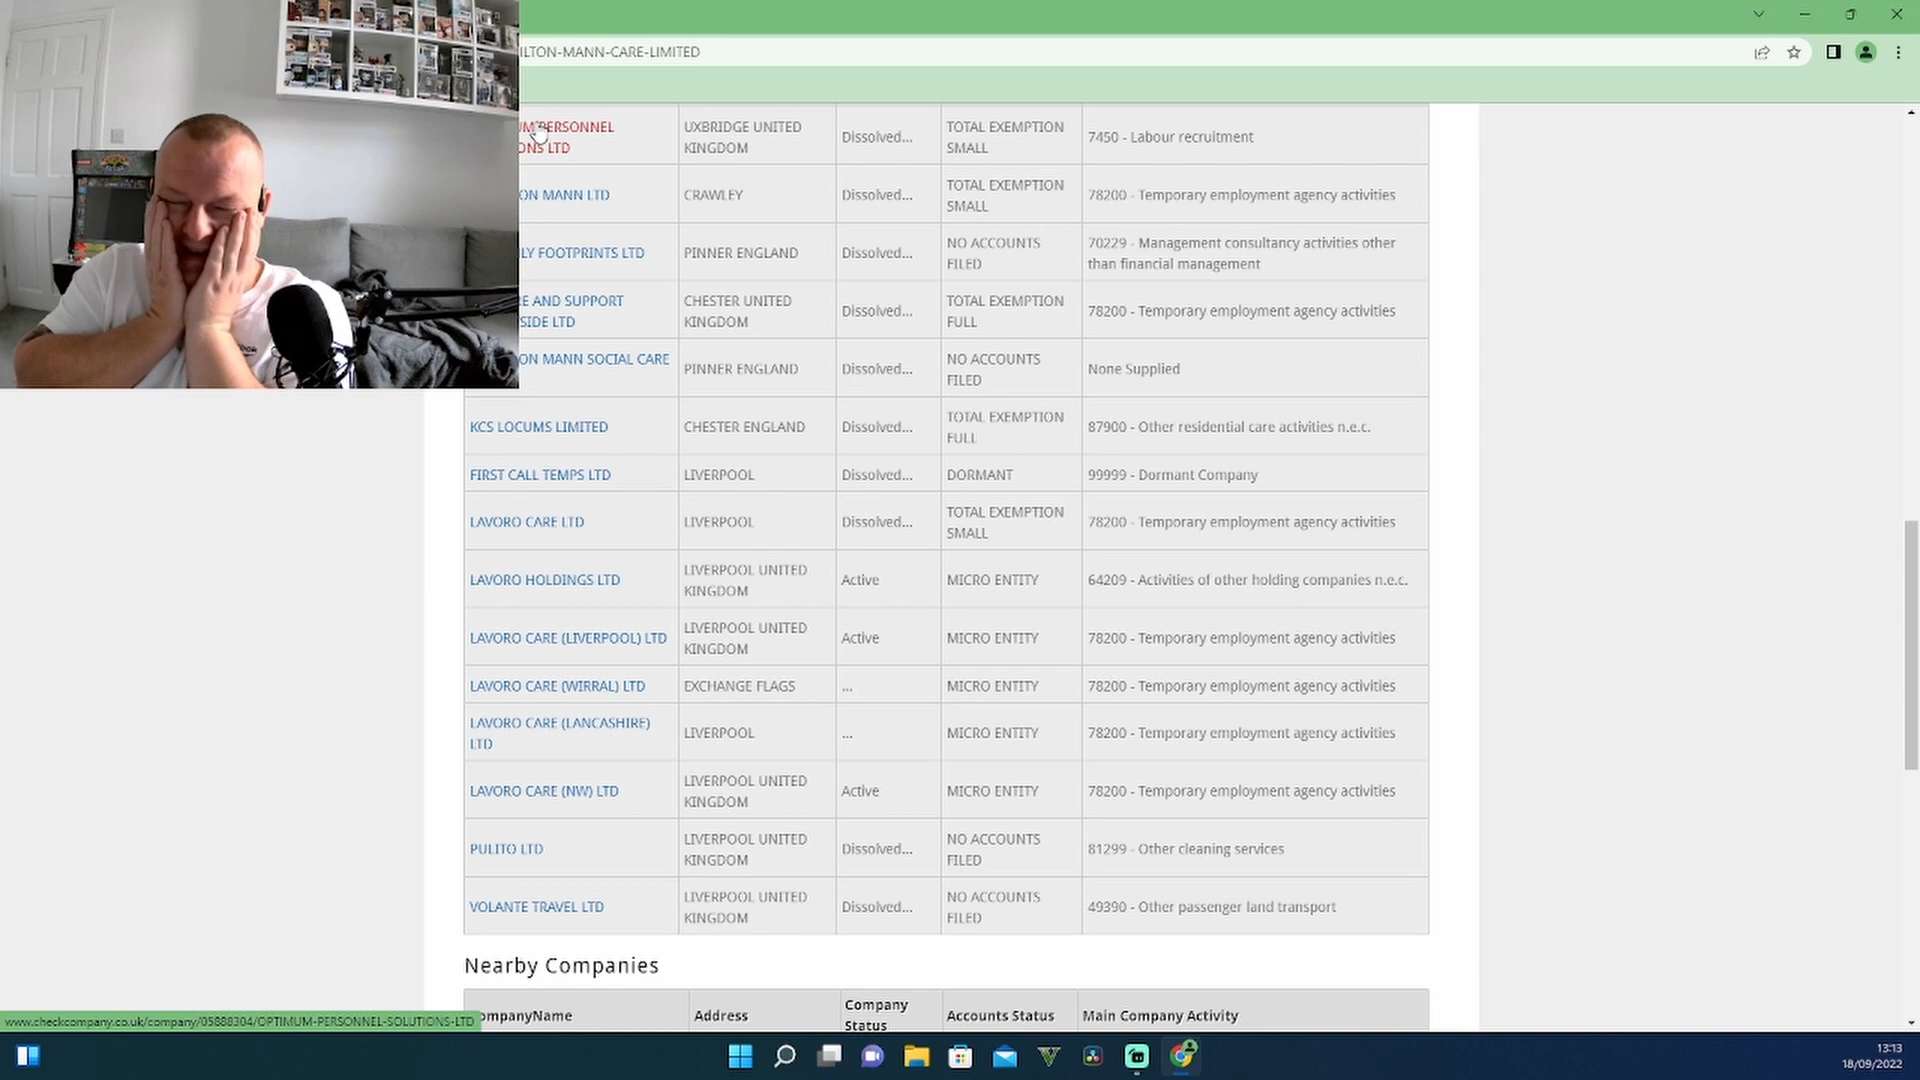 ILTON-MANN-CARE-LIMITED
UM PERSONNEL
ONS LTD
UXBRIDGE UNITED
KINGDOM
Dissolved...
TOTAL EXEMPTION
SMALL
7450 - Labour recruitment
ON MANN LTD
CRAWLEY
Dissolved...
TOTAL EXEMPTION
SMALL
78200 - Temporary employment agency activities
LY FOOTPRINTS LTD
PINNER ENGLAND
Dissolved...
NO ACCOUNTS
FILED
70229 - Management consultancy activities other
than financial management
RE AND SUPPORT
SIDE LTD
CHESTER UNITED
KINGDOM
Dissolved...
TOTAL EXEMPTION
FULL
78200 - Temporary employment agency activities
ON MANN SOCIAL CARE
PINNER ENGLAND
Dissolved...
NO ACCOUNTS
FILED
None Supplied
KCS LOCUMS LIMITED
CHESTER ENGLAND
Dissolved...
TOTAL EXEMPTION
FULL
87900 - Other residential care activities n.e.c.
FIRST CALL TEMPS LTD
LIVERPOOL
Dissolved...
DORMANT
99999 - Dormant Company
LAVORO CARE LTD
LIVERPOOL
Dissolved...
TOTAL EXEMPTION
SMALL
78200 - Temporary employment agency activities
LAVORO HOLDINGS LTD
LIVERPOOL UNITED
KINGDOM
Active
MICRO ENTITY
64209 - Activities of other holding companies n.e.c.
LAVORO CARE (LIVERPOOL) LTD
LIVERPOOL UNITED
KINGDOM
Active
MICRO ENTITY
78200 - Temporary employment agency activities
LAVORO CARE (WIRRAL) LTD
EXCHANGE FLAGS
...
MICRO ENTITY
78200 - Temporary employment agency activities
LAVORO CARE (LANCASHIRE)
LTD
LIVERPOOL
...
MICRO ENTITY
78200 - Temporary employment agency activities
LAVORO CARE (NW) LTD
LIVERPOOL UNITED
KINGDOM
Active
MICRO ENTITY
78200 - Temporary employment agency activities
PULITO LTD
LIVERPOOL UNITED
KINGDOM
Dissolved...
NO ACCOUNTS
FILED
81299 - Other cleaning services
VOLANTE TRAVEL LTD
LIVERPOOL UNITED
KINGDOM
Dissolved...
NO ACCOUNTS
FILED
49390 - Other passenger land transport
Nearby Companies
ompanyName
Address
Company
Status
Accounts Status
Main Company Activity
www.checkcompany.co.uk/company/05888304/OPTIMUM-PERSONNEL-SOLUTIONS-LTD
13:13
18/09/2022